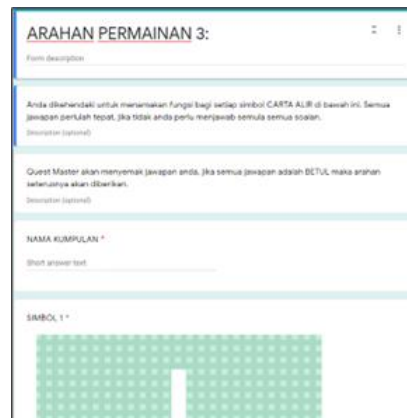 ARAHAN PERMAINAN 3:
Form description
Anda dikehendaki untuk menamakan fungsi bagi setiap simbol CARTA ALIR di bawah ini. Semua
jawapan perlulah tepat, jika tidak anda perlu menjawab semula semua soalan.
Description (optional)
Quest Master akan menyemak jawapan anda, jika semua jawapan adalah BETUL maka arahan
seterusnya akan diberikan.
Description (optional)
NAMA KUMPULAN *
Short answer text
SIMBOL 1 *